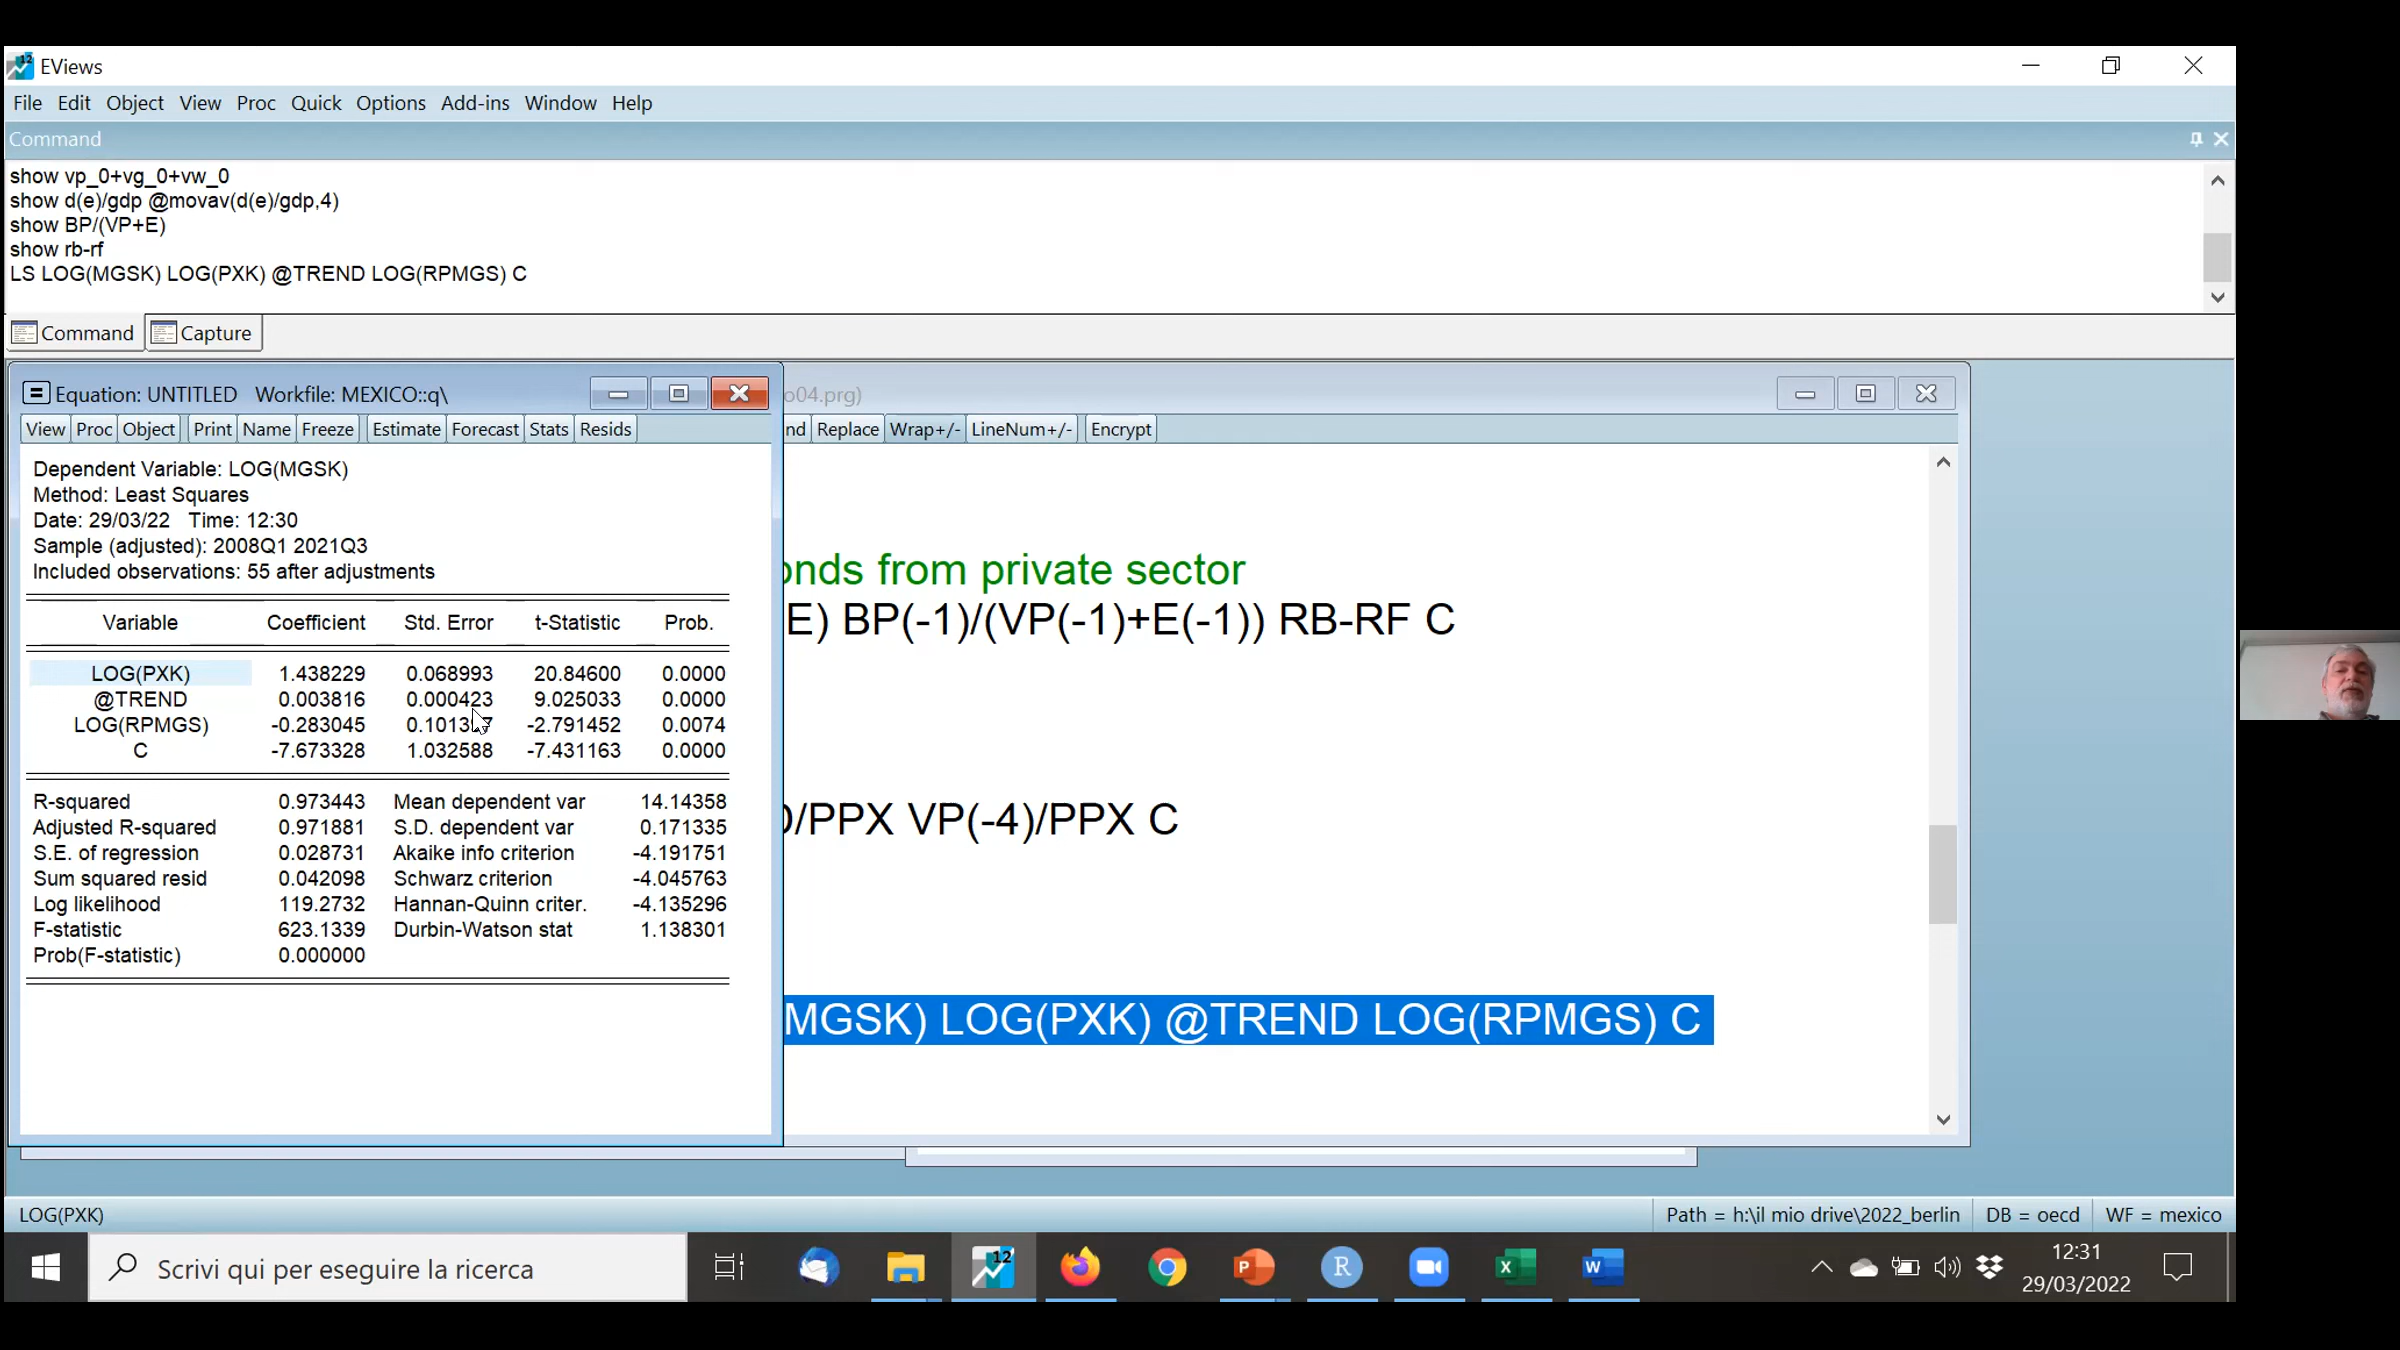 EViews
File Edit Object View Proc Quick Options Add-ins Window Help
Command
show vp_0+vg_0+vw_0
show d(e)/gdp @movav(d(e)/gdp,4)
show BP/(VP+E)
show rb-rf
LS LOG(MGSK) LOG(PXK) @TREND LOG(RPMGS) C
Command Capture
Equation: UNTITLED Workfile: MEXICO::q\
View Proc Object Print Name Freeze Estimate Forecast Stats Resids
Dependent Variable: LOG(MGSK)
Method: Least Squares
Date: 29/03/22 Time: 12:30
Sample (adjusted): 2008Q1 2021Q3
Included observations: 55 after adjustments
Variable Coefficient Std. Error t-Statistic Prob.
LOG(PXK) 1.438229 0.068993 20.84600 0.0000
@TREND 0.003816 0.000423 9.025033 0.0000
LOG(RPMGS) -0.283045 -2.791452 0.0074
C -7.673328 1.032588 -7.431163 0.0000
R-squared 0.973443 Mean dependent var 14.14358
Adjusted R-squared 0.971881 S.D. dependent var 0.171335
S.E. of regression 0.028731 Akaike info criterion -4.191751
Sum squared resid 0.042098 Schwarz criterion -4.045763
Log likelihood 119.2732 Hannan-Quinn criter. -4.135296
F-statistic 623.1339 Durbin-Watson stat 1.138301
Prob(F-statistic) 0.000000
o04.prg)
nd Replace Wrap+/- LineNum+/- Encrypt
onds from private sector
E) BP(-1)/(VP(-1)+E(-1)) RB-RF C
/PPX VP(-4)/PPX C
MGSK) LOG(PXK) @TREND LOG(RPMGS) C
LOG(PXK)
Path = h:\il mio drive\2022_berlin DB = oecd WF = mexico
Scrivi qui per eseguire la ricerca
12
12:31
29/03/2022